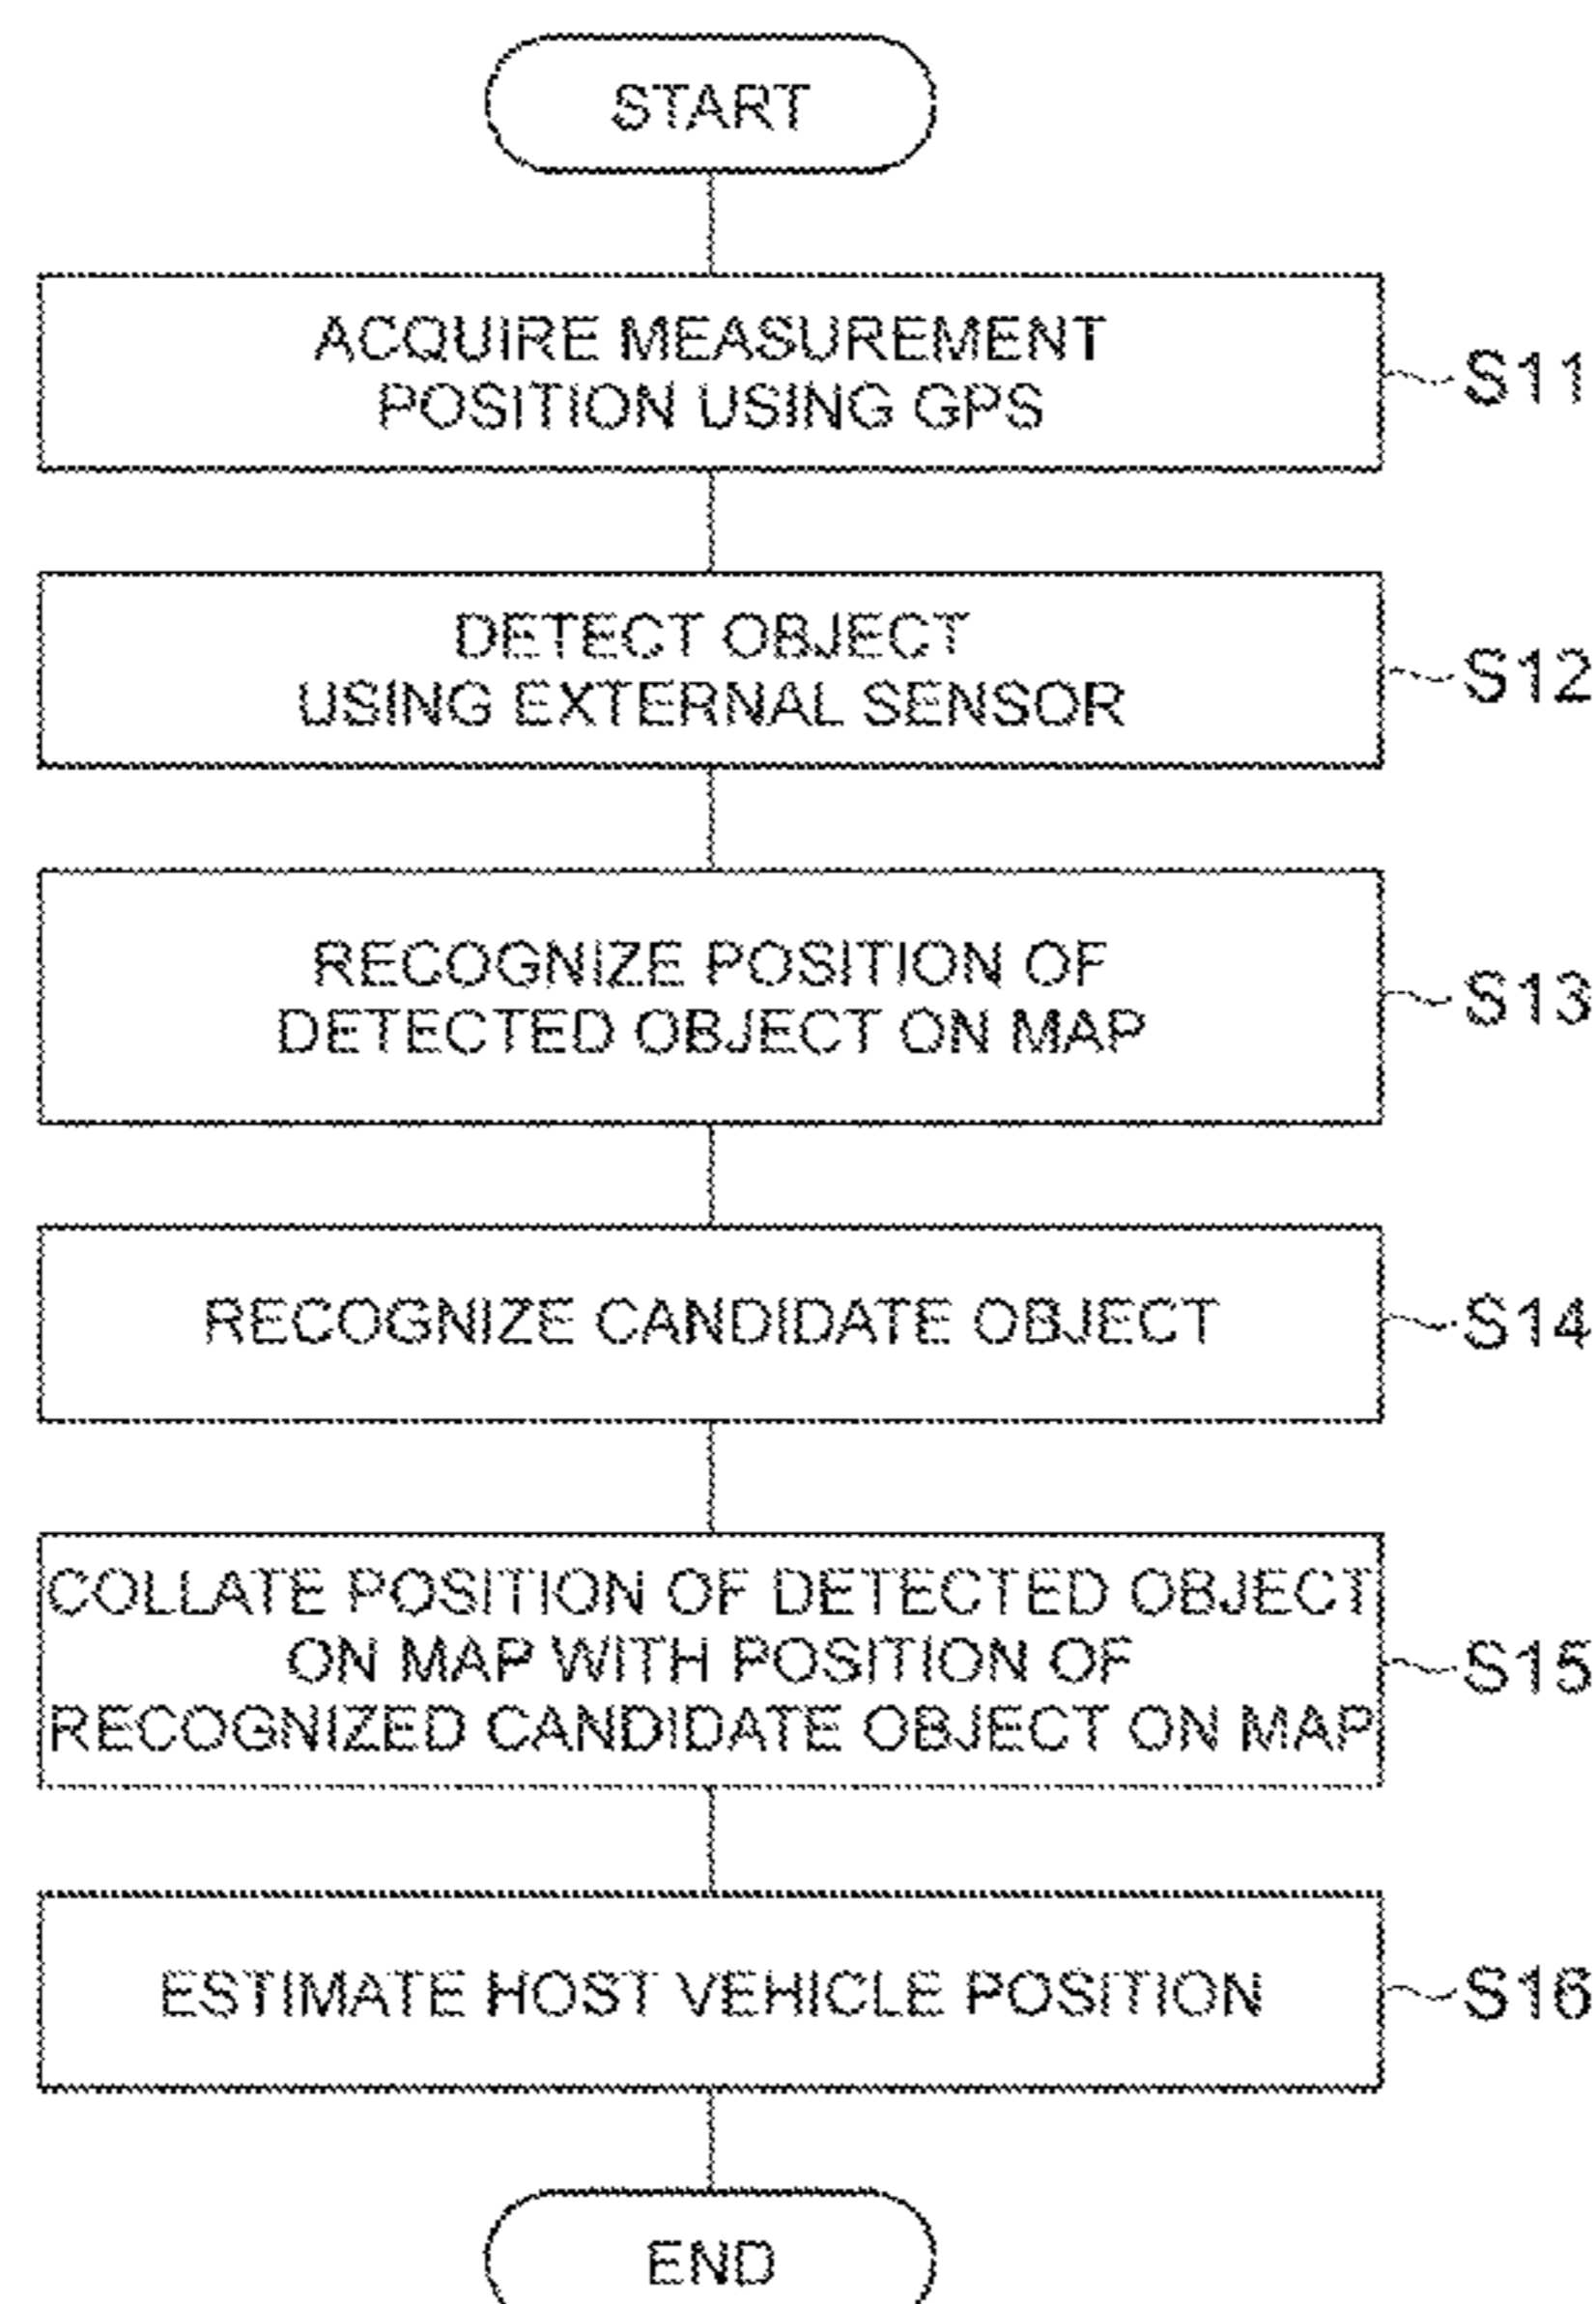 START
ACQUIRE MEASUREMENT
POSITION USING GPS
S11
DETECT OBJECT
USING EXTERNAL SENSOR
S12
RECOGNIZE POSITION OF
DETECTED OBJECT ON MAP
S13
RECOGNIZE CANDIDATE OBJECT
S14
COLLATE POSITION OF DETECTED OBJECT
ON MAP WITH POSITION OF
RECOGNIZED CANDIDATE OBJECT ON MAP
S15
ESTIMATE HOST VEHICLE POSITION
S16
END